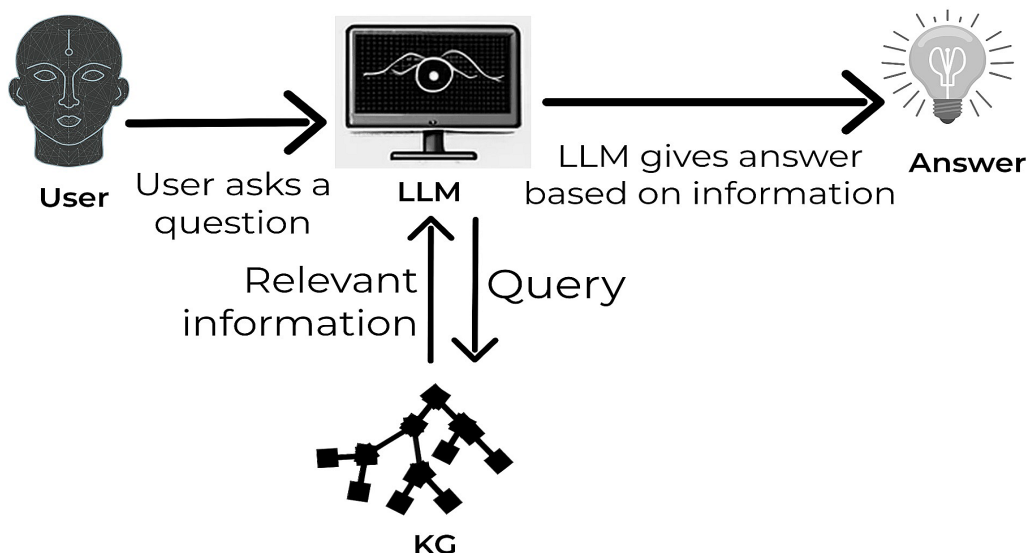 User
User asks a
question
LLM
LLM gives answer
based on information
Answer
Relevant
information
Query
KG